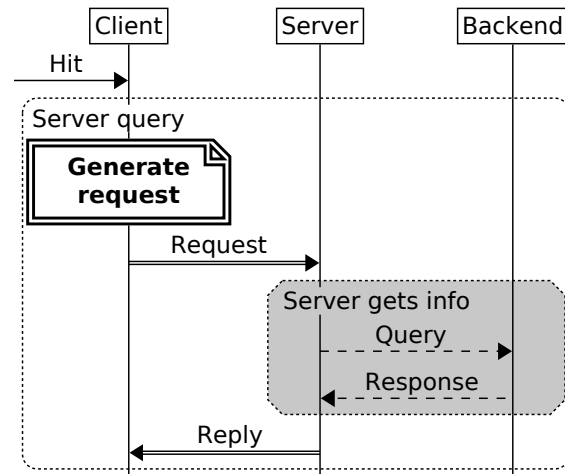 Client
Server
Backend
Hit
Server query
Generate
request
Request
Server gets info
Query
Response
Reply